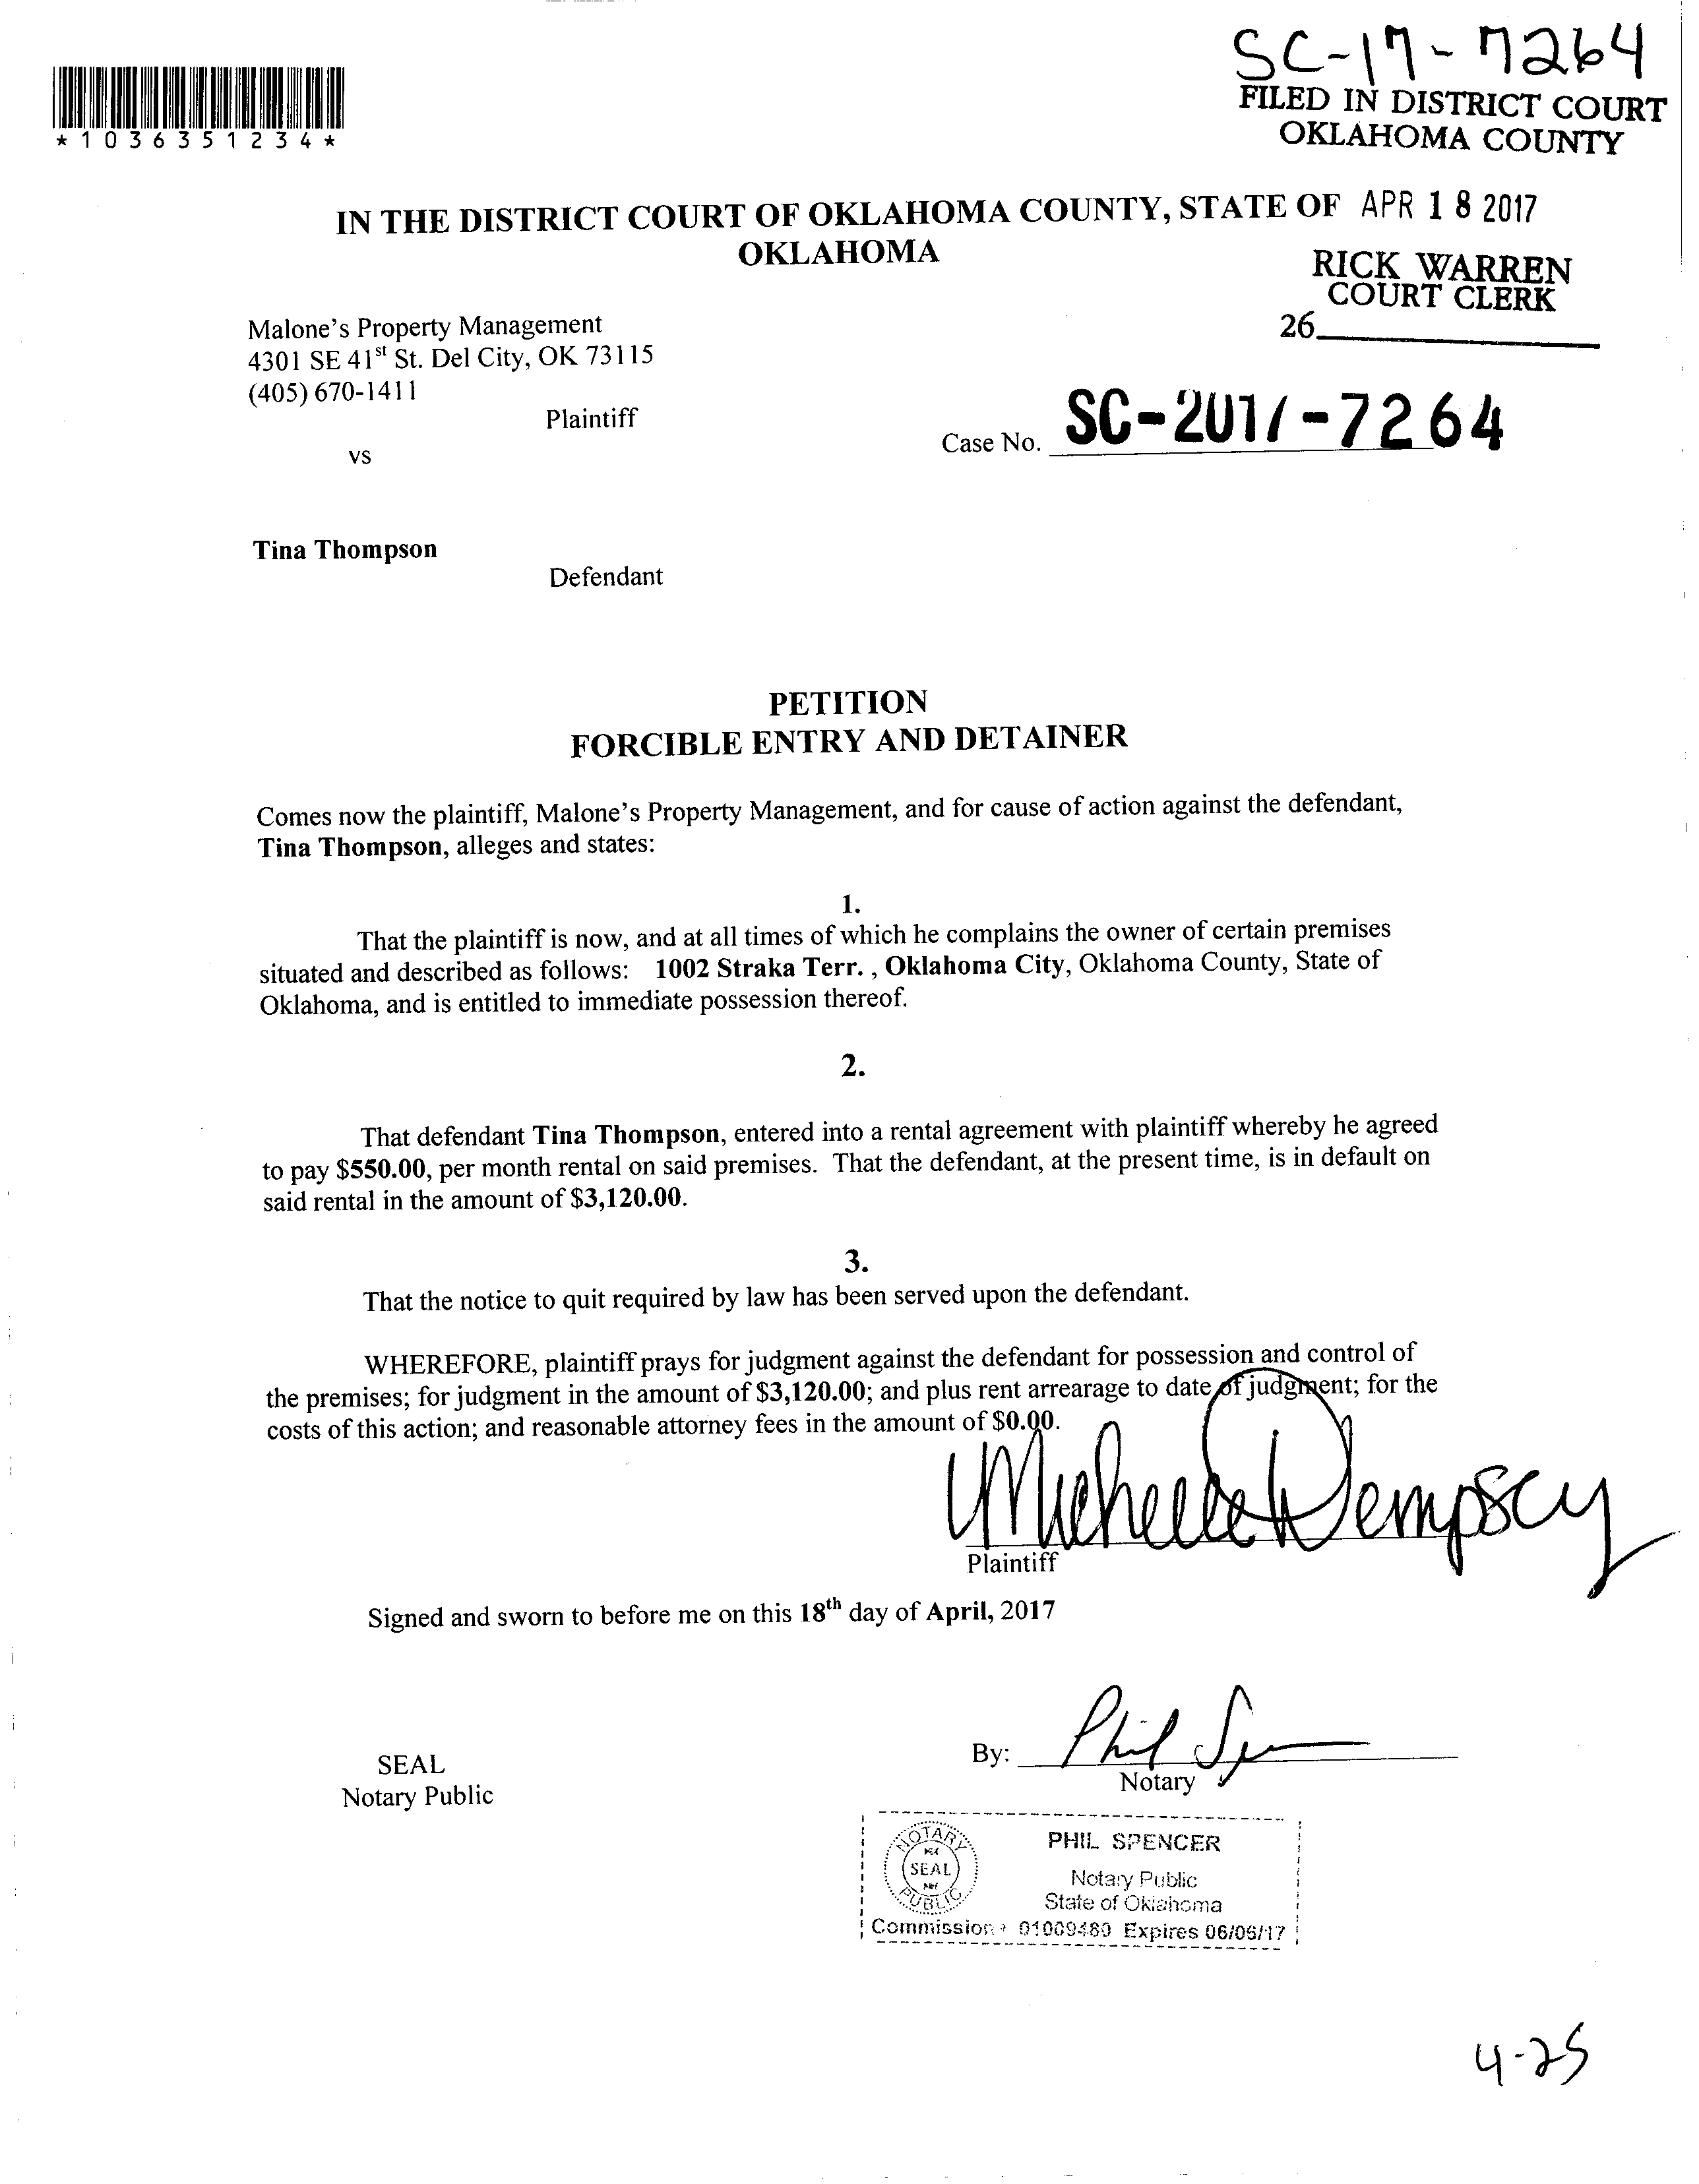 SC-17-7264
FILED IN DISTRICT COURT
OKLAHOMA COUNTY
*1036351234*
IN THE DISTRICT COURT OF OKLAHOMA COUNTY, STATE OF APR 18 2017
OKLAHOMA
RICK WARREN
COURT CLERK
26
Malone's Property Management
4301 SE 41st St. Del City, OK 73115
(405) 670-1411
Plaintiff
Case No. SC-2017-7264
vs
Tina Thompson
Defendant
PETITION
FORCIBLE ENTRY AND DETAINER
Comes now the plaintiff, Malone's Property Management, and for cause of action against the defendant,
Tina Thompson, alleges and states:
1.
That the plaintiff is now, and at all times of which he complains the owner of certain premises
situated and described as follows: 1002 Straka Terr. , Oklahoma City, Oklahoma County, State of
Oklahoma, and is entitled to immediate possession thereof.
2.
That defendant Tina Thompson, entered into a rental agreement with plaintiff whereby he agreed
to pay $550.00, per month rental on said premises. That the defendant, at the present time, is in default on
said rental in the amount of $3,120.00.
3.
That the notice to quit required by law has been served upon the defendant.
WHEREFORE, plaintiff prays for judgment against the defendant for possession and control of
the premises; for judgment in the amount of $3,120.00; and plus rent arrearage to date of judgment; for the
costs of this action; and reasonable attorney fees in the amount of $0.00.
Michelle Dempsey
Plaintiff
Signed and sworn to before me on this 18th day of April, 2017
SEAL
Notary Public
By: Phil
Notary
NOTARY
SEAL
PUBLIC
PHIL SPENCER
Notary Public
State of Oklahoma
Commission # 01009480 Expires 06/06/17
4-25